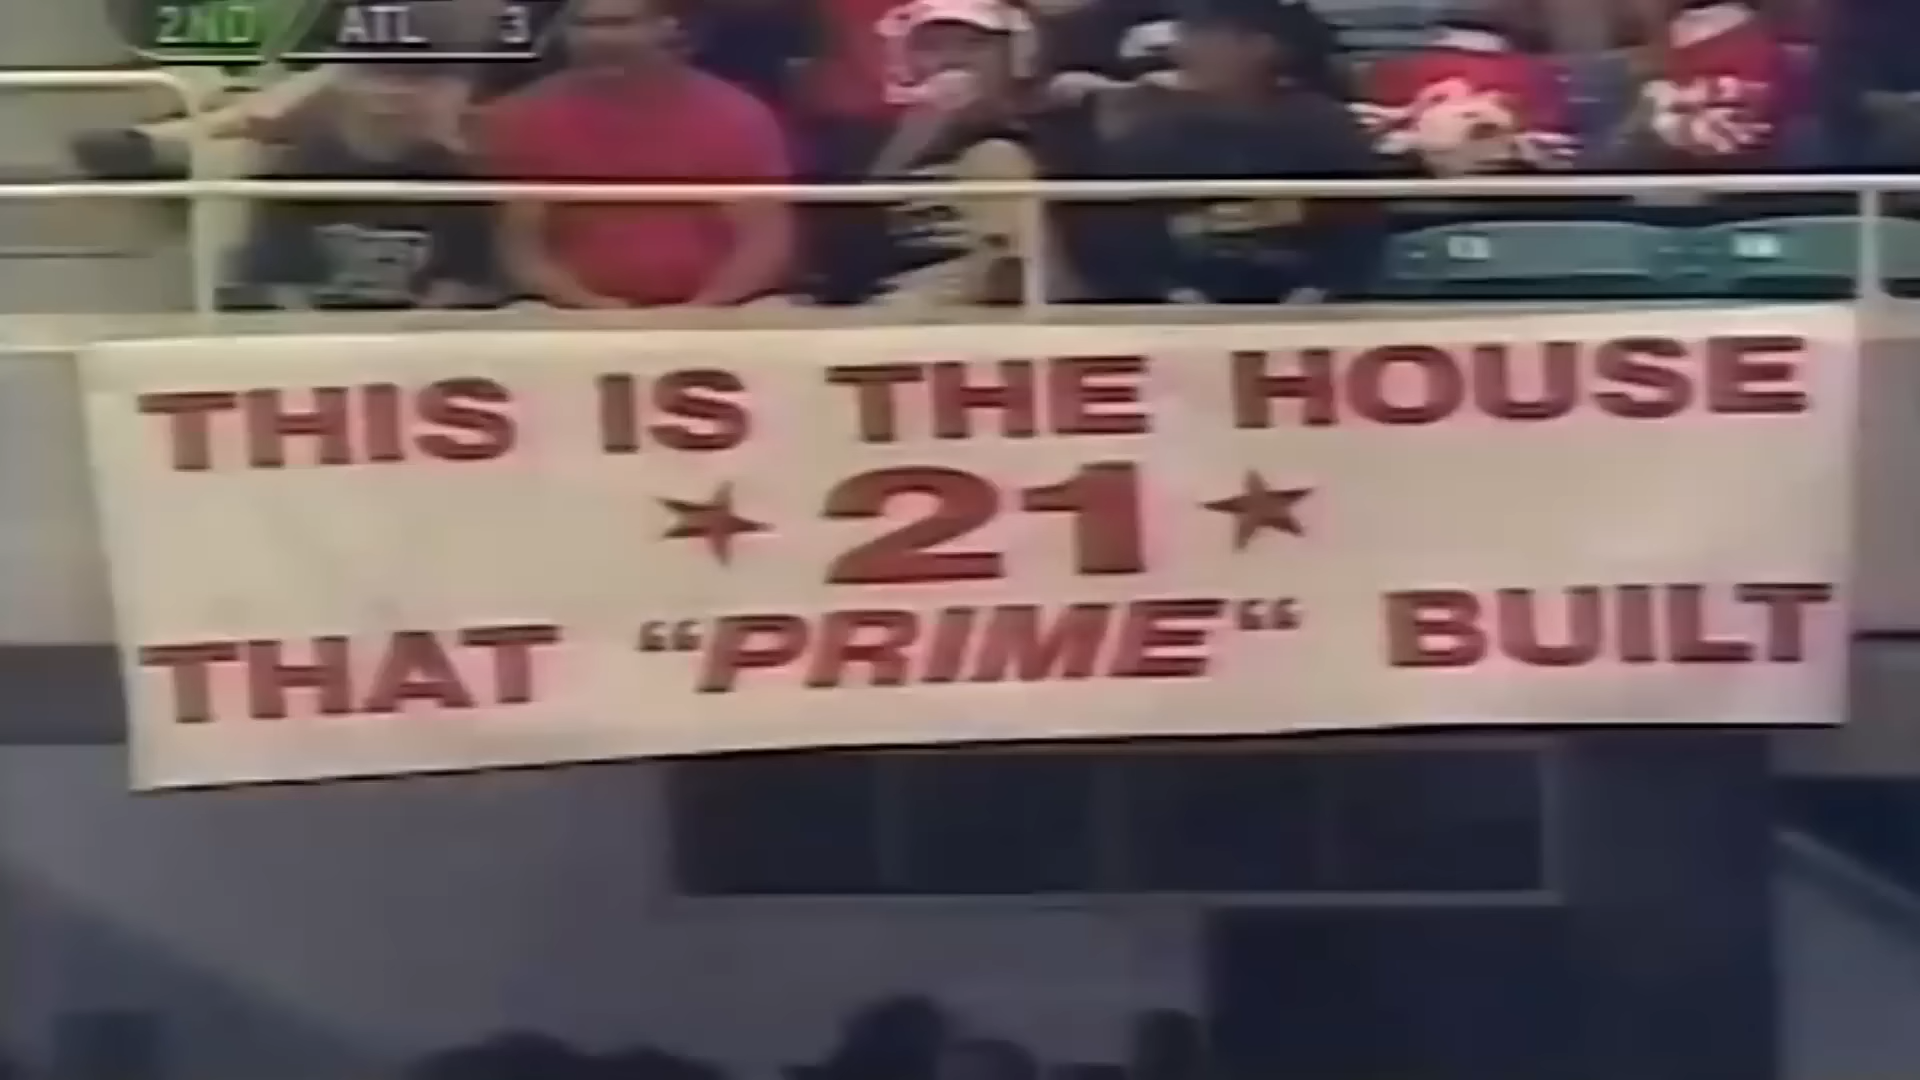 2ND ATL 3
THIS IS THE HOUSE
★ 21 ★
THAT “PRIME“ BUILT